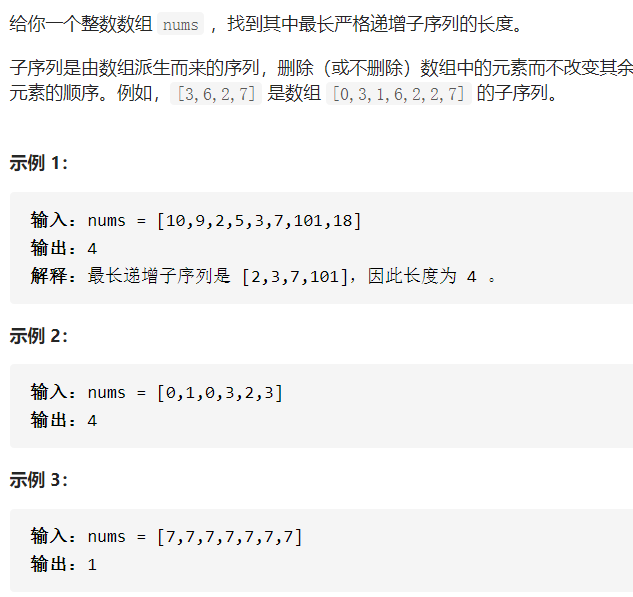 给你一个整数数组 nums ，找到其中最长严格递增子序列的长度。
子序列是由数组派生而来的序列，删除（或不删除）数组中的元素而不改变其余
元素的顺序。例如，[3,6,2,7] 是数组 [0,3,1,6,2,2,7] 的子序列。
示例 1：
输入：nums = [10,9,2,5,3,7,101,18]
输出：4
解释：最长递增子序列是 [2,3,7,101]，因此长度为 4 。
示例 2：
输入：nums = [0,1,0,3,2,3]
输出：4
示例 3：
输入：nums = [7,7,7,7,7,7,7]
输出：1